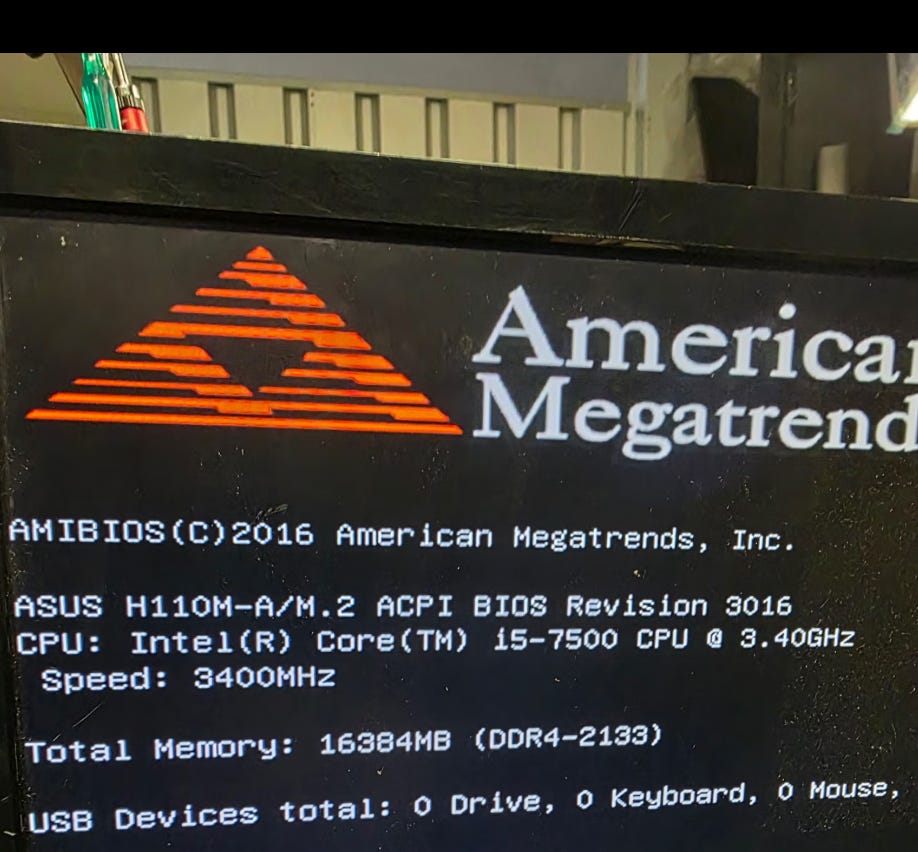 American
Megatrend
AMIBIOS(C)2016 American Megatrends, Inc.
ASUS H110M-A/M.2 ACPI BIOS Revision 3016
CPU: Intel(R) Core(TM) i5-7500 CPU @ 3.40GHz
Speed: 3400MHz
Total Memory: 16384MB (DDR4-2133)
USB Devices total: 0 Drive, 0 Keyboard, 0 Mouse,